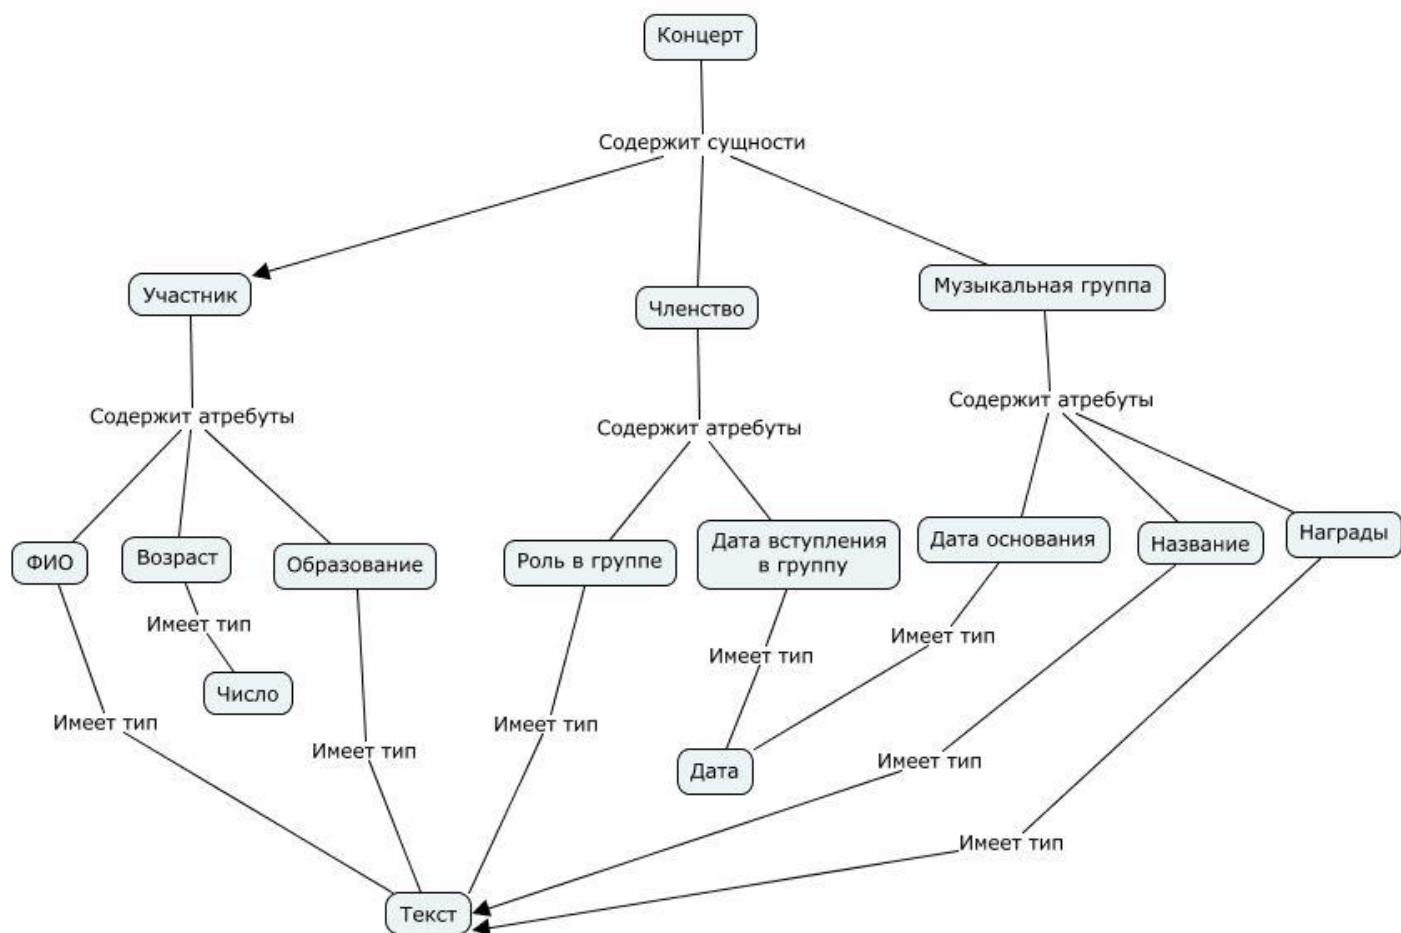 Концерт
Содержит сущности
Участник
Членство
Музыкальная группа
Содержит атребуты
Содержит атребуты
Содержит атребуты
ФИО
Возраст
Образование
Роль в группе
Дата вступления
в группу
Дата основания
Название
Награды
Имеет тип
Имеет тип
Имеет тип
Число
Имеет тип
Имеет тип
Имеет тип
Дата
Имеет тип
Имеет тип
Текст